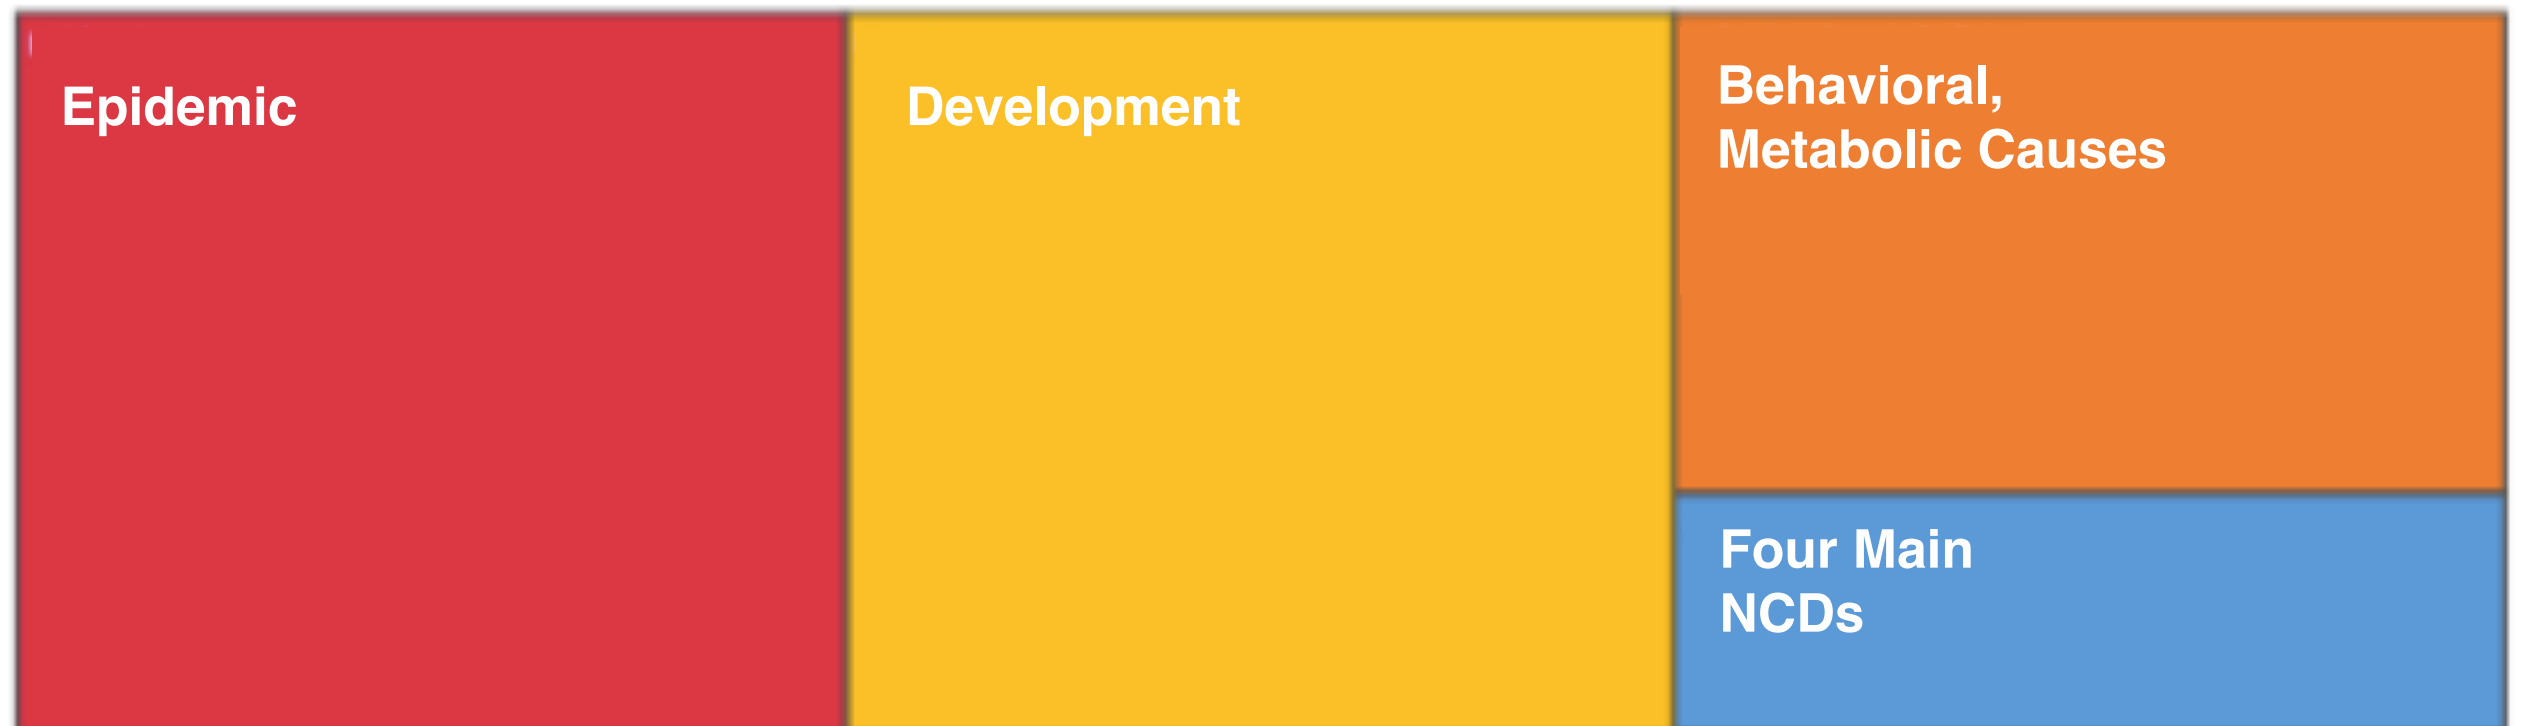 Epidemic
Development
Behavioral,
Metabolic Causes
Four Main
NCDs